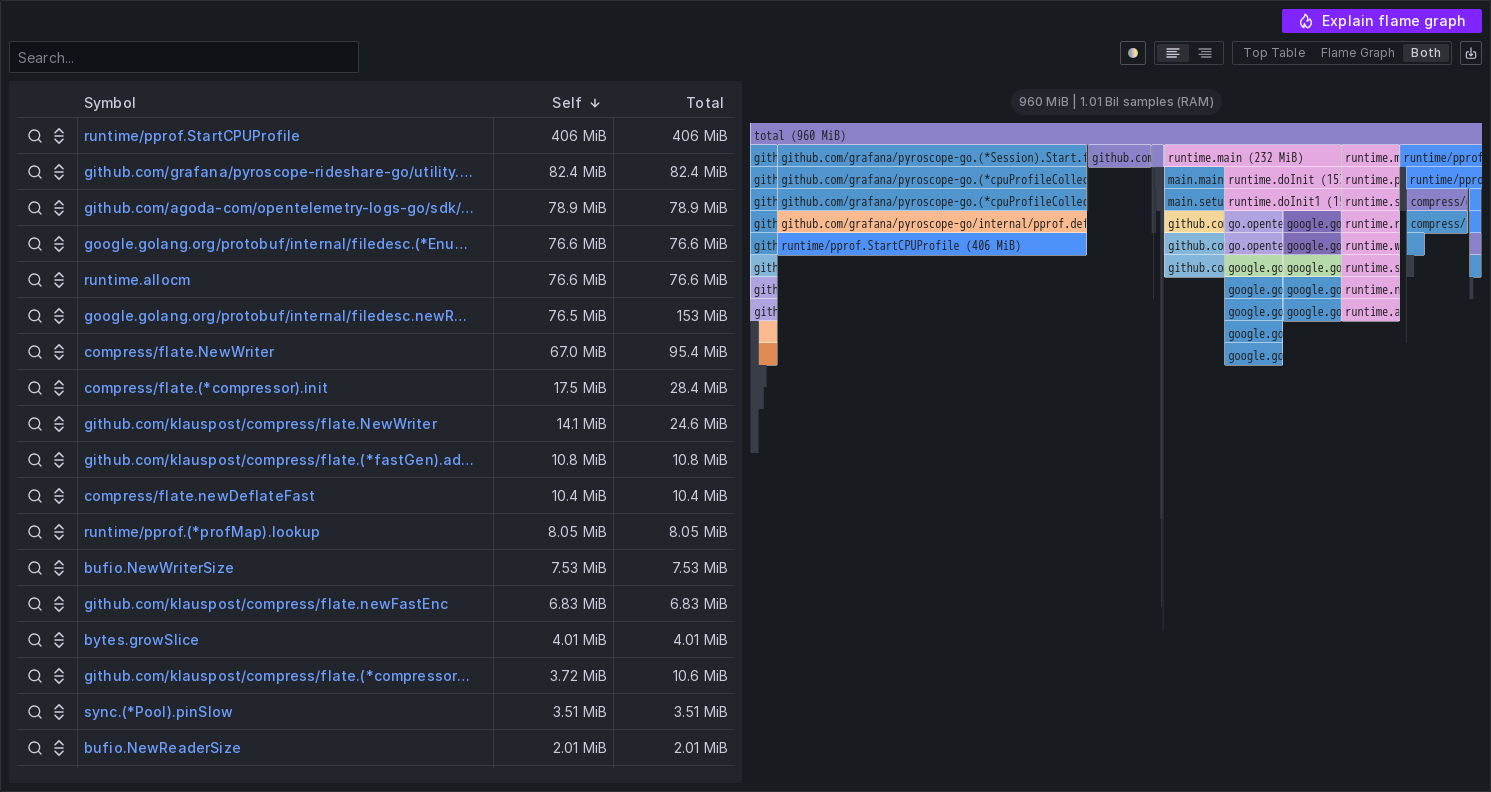 Explain flame graph
Search...
Top Table Flame Graph Both
Symbol Self Total
runtime/pprof.StartCPUProfile 406 MiB 406 MiB
github.com/grafana/pyroscope-rideshare-go/utility.... 82.4 MiB 82.4 MiB
github.com/agoda-com/opentelemetry-logs-go/sdk/... 78.9 MiB 78.9 MiB
google.golang.org/protobuf/internal/filedesc.(*Enu... 76.6 MiB 76.6 MiB
runtime.allocm 76.6 MiB 76.6 MiB
google.golang.org/protobuf/internal/filedesc.newR... 76.5 MiB 153 MiB
compress/flate.NewWriter 67.0 MiB 95.4 MiB
compress/flate.(*compressor).init 17.5 MiB 28.4 MiB
github.com/klauspost/compress/flate.NewWriter 14.1 MiB 24.6 MiB
github.com/klauspost/compress/flate.(*fastGen).ad... 10.8 MiB 10.8 MiB
compress/flate.newDeflateFast 10.4 MiB 10.4 MiB
runtime/pprof.(*profMap).lookup 8.05 MiB 8.05 MiB
bufio.NewWriterSize 7.53 MiB 7.53 MiB
github.com/klauspost/compress/flate.newFastEnc 6.83 MiB 6.83 MiB
bytes.growSlice 4.01 MiB 4.01 MiB
github.com/klauspost/compress/flate.(*compressor... 3.72 MiB 10.6 MiB
sync.(*Pool).pinSlow 3.51 MiB 3.51 MiB
bufio.NewReaderSize 2.01 MiB 2.01 MiB
960 MiB | 1.01 Bil samples (RAM)
total (960 MiB)
gith github.com/grafana/pyroscope-go.(*Session).Start.f github.com runtime.main (232 MiB) runtime.m runtime/pprof
gith github.com/grafana/pyroscope-go.(*cpuProfileCollec main.main runtime.doInit (15 runtime.p runtime/ppro
gith github.com/grafana/pyroscope-go.(*cpuProfileCollec main.setu runtime.doInit1 (1 runtime.s compress/
gith github.com/grafana/pyroscope-go/internal/pprof.def github.co go.opente google.go runtime.r compress/
gith runtime/pprof.StartCPUProfile (406 MiB) github.co go.opente google.go runtime.w
gith github.co google.go google.go runtime.s
gith google.go google.go runtime.n
gith google.go google.go runtime.a
google.go
google.go